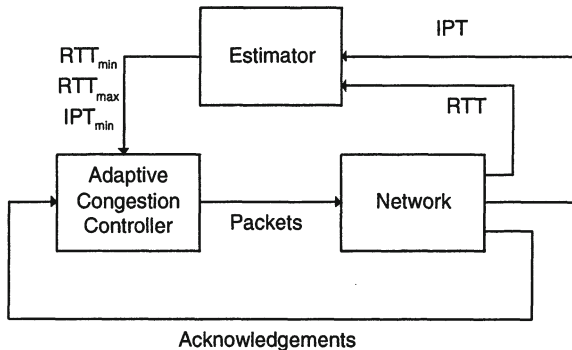 IPT
RTTmin
Estimator
RTTmax
RTT
IPTmin
Adaptive
Congestion
Controller
Network
Packets
Acknowledgements